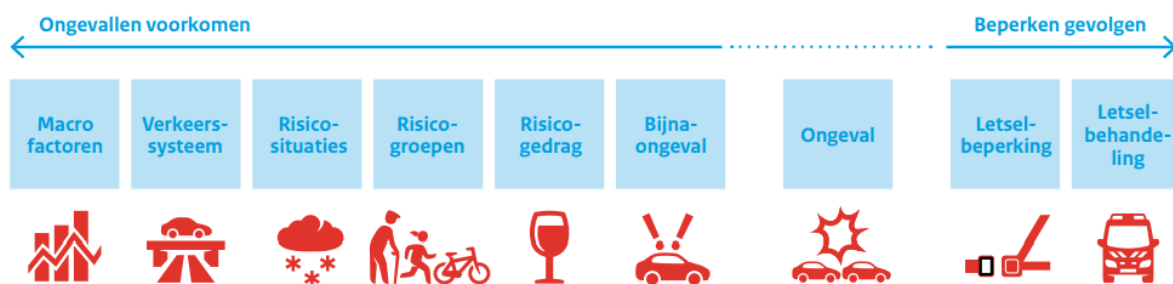 Ongevallen voorkomen
Beperken gevolgen
Macro
factoren
Verkeers-
systeem
Risico-
situaties
Risico-
groepen
Risico-
gedrag
Bijna-
ongeval
Ongeval
Letsel-
beperking
Letsel-
behande-
ling